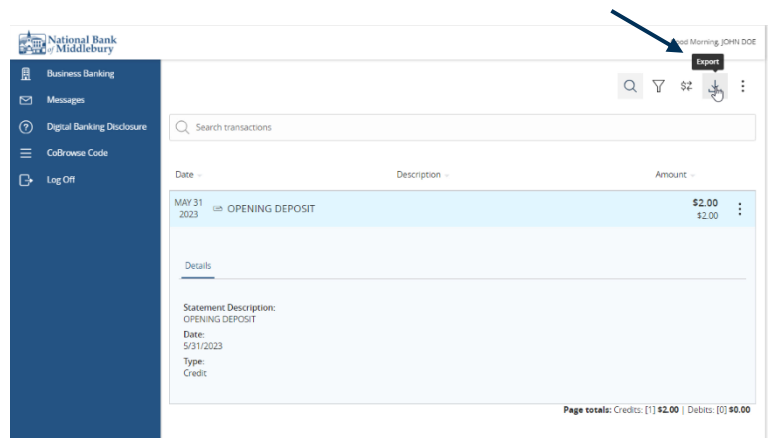 National Bank
of Middlebury
Good Morning, JOHN DOE
Export
Business Banking
Messages
Digital Banking Disclosure
CoBrowse Code
Log Off
Search transactions
Date Description Amount
MAY 31
2023
OPENING DEPOSIT
$2.00
$2.00
Details
Statement Description:
OPENING DEPOSIT
Date:
5/31/2023
Type:
Credit
Page totals: Credits: [1] $2.00 | Debits: [0] $0.00